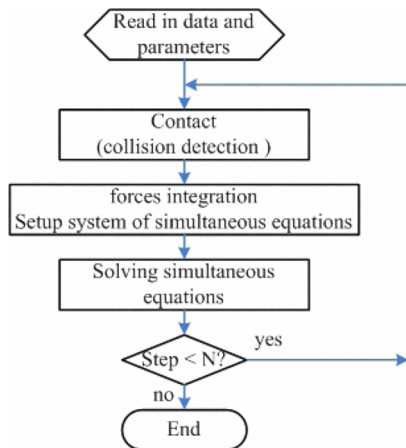 Read in data and
parameters
Contact
(collision detection )
forces integration
Setup system of simultaneous equations
Solving simultaneous
equations
Step < N?
yes
no
End